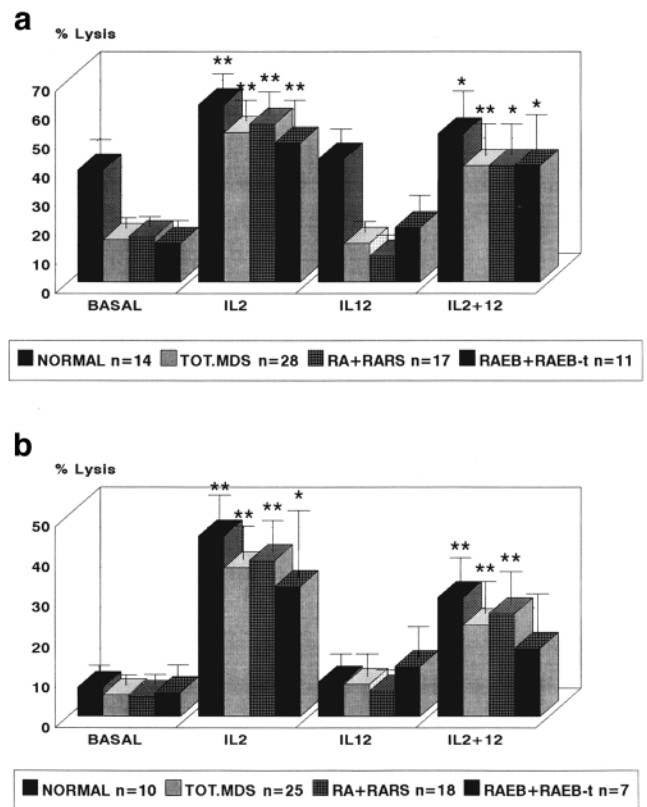 a
% Lysis
70
60
50
40
30
20
10
0
** ** ** **
* ** * *
BASAL IL2 IL12 IL2+12
NORMAL n=14 TOT.MDS n=28 RA+RARS n=17 RAEB+RAEB-t n=11
b
% Lysis
50
40
30
20
10
0
** ** ** *
** ** **
BASAL IL2 IL12 IL2+12
NORMAL n=10 TOT.MDS n=25 RA+RARS n=18 RAEB+RAEB-t n=7